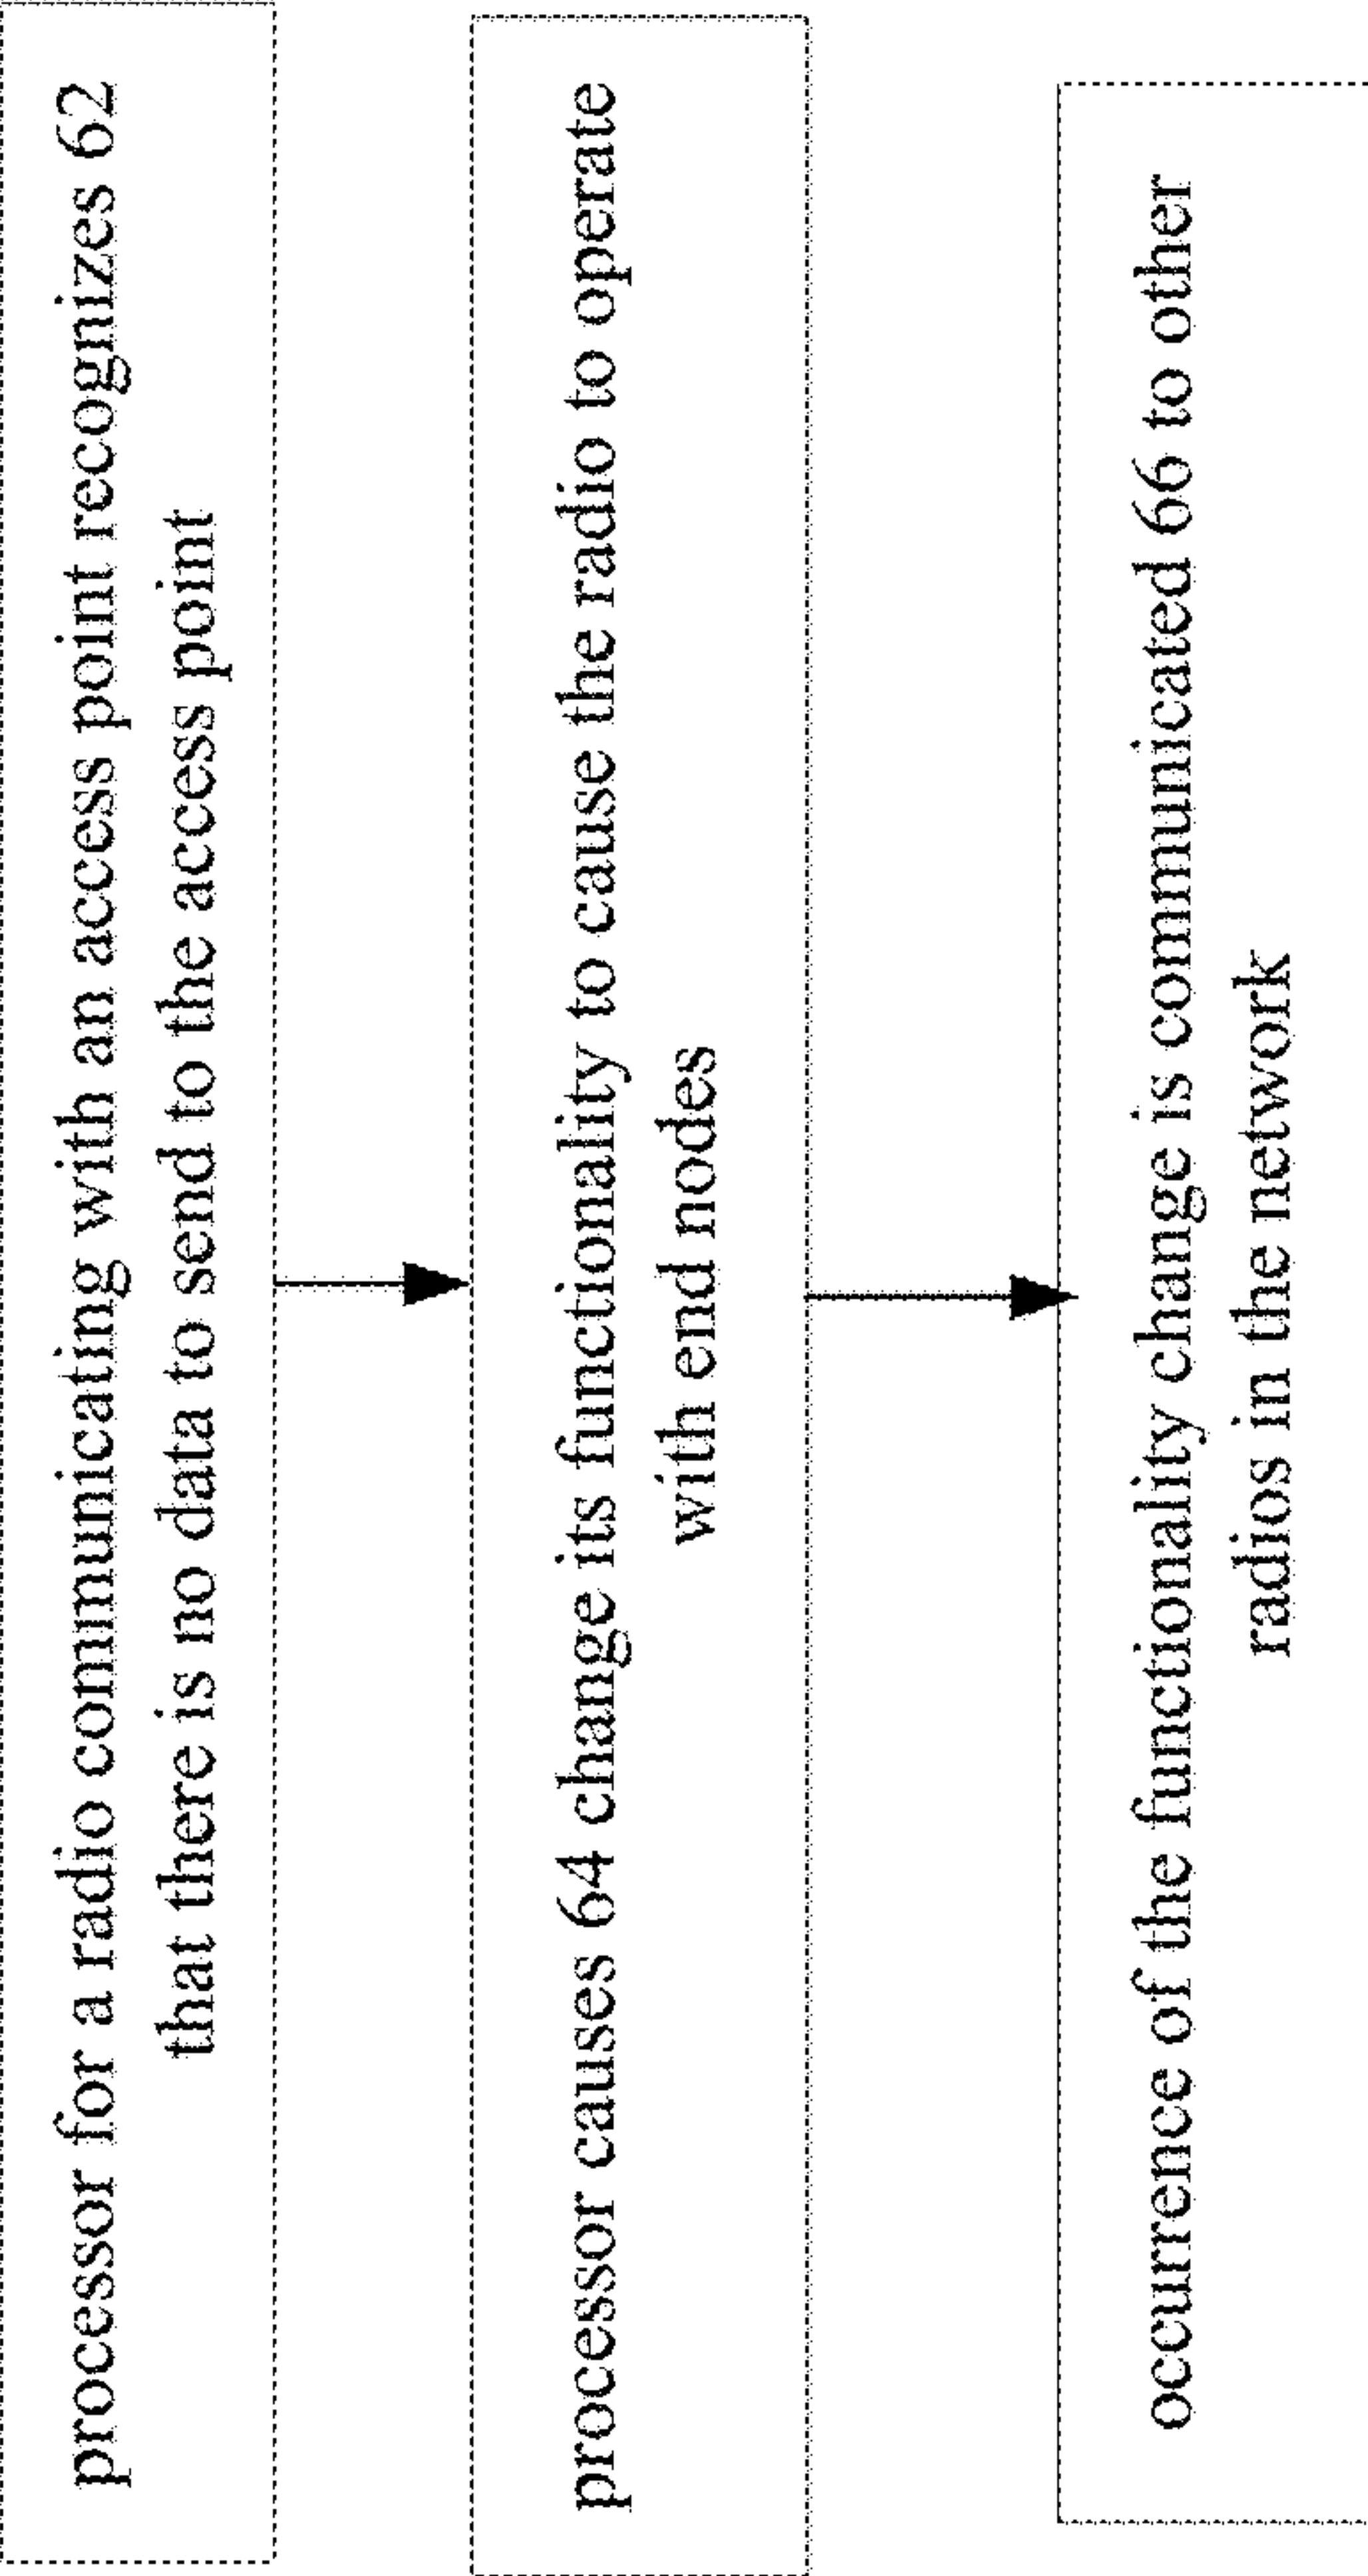 processor for a radio communicating with an access point recognizes 62
that there is no data to send to the access point
processor causes 64 change its functionality to cause the radio to operate
with end nodes
occurrence of the functionality change is communicated 66 to other
radios in the network